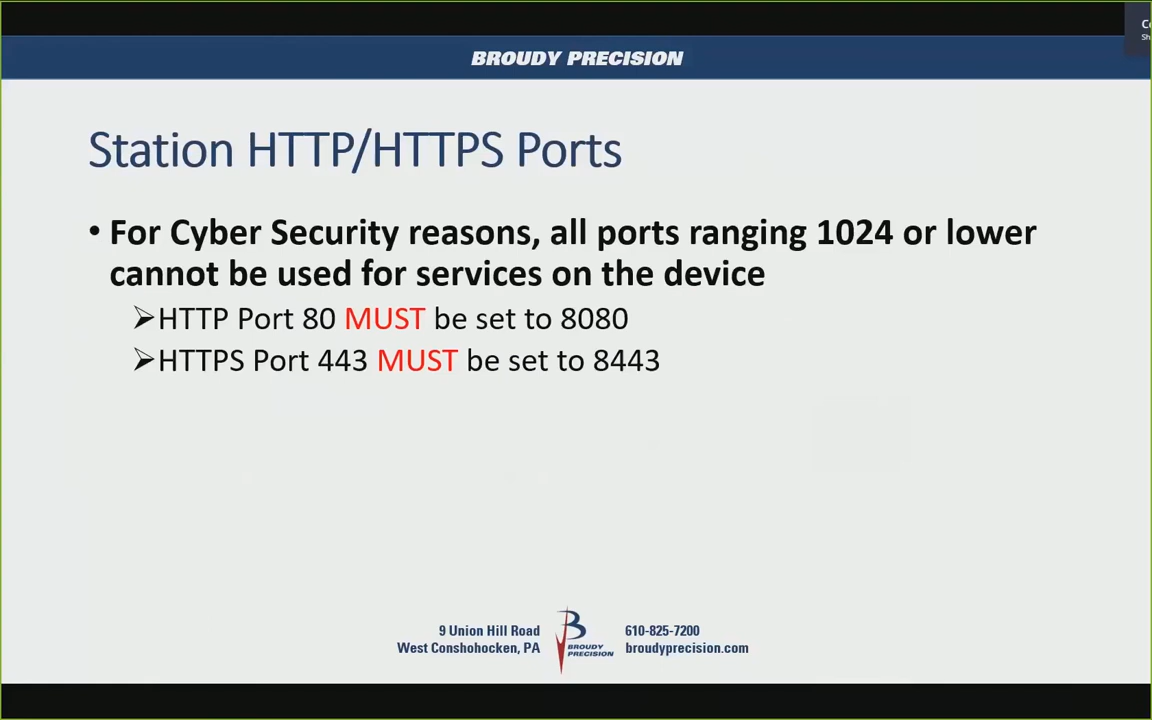 BROUDY PRECISION
Station HTTP/HTTPS Ports
• For Cyber Security reasons, all ports ranging 1024 or lower
cannot be used for services on the device
➢HTTP Port 80 MUST be set to 8080
➢HTTPS Port 443 MUST be set to 8443
9 Union Hill Road
West Conshohocken, PA
B
BROUDY
PRECISION
610-825-7200
broudyprecision.com